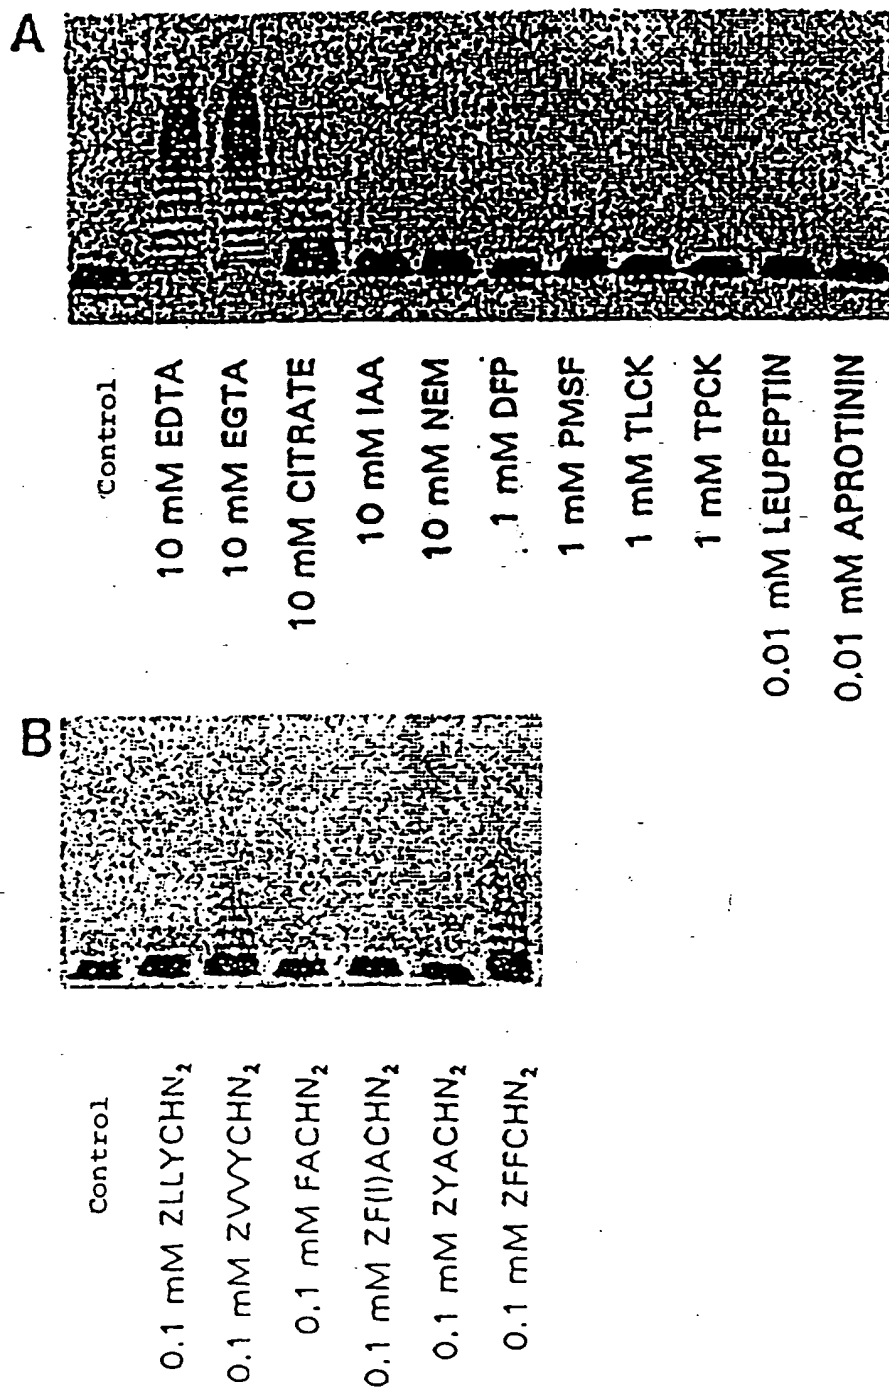 A
Control
10 mM EDTA
10 mM EGTA
10 mM CITRATE
10 mM IAA
10 mM NEM
1 mM DFP
1 mM PMSF
1 mM TLCK
1 mM TPCK
0.01 mM LEUPEPTIN
0.01 mM APROTININ
B
Control
0.1 mM ZLLYCHN₂
0.1 mM ZVVYCHN₂
0.1 mM FACHN₂
0.1 mM ZF(I)ACHN₂
0.1 mM ZYACHN₂
0.1 mM ZFFCHN₂